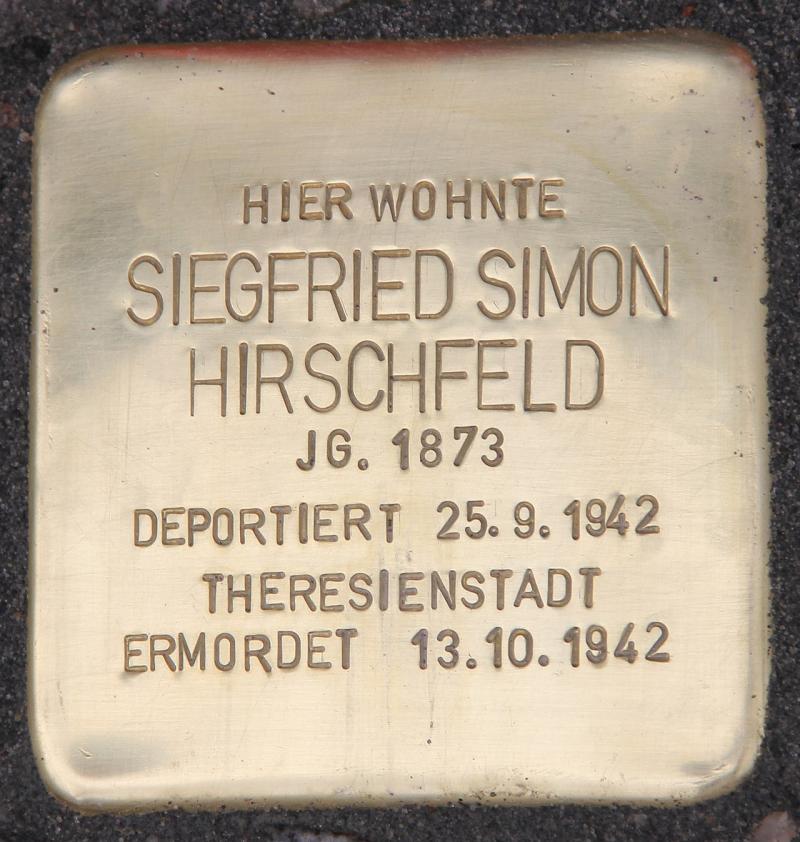 HIER WOHNTE
SIEGFRIED SIMON
HIRSCHFELD
JG. 1873
DEPORTIERT 25.9.1942
THERESIENSTADT
ERMORDET 13.10.1942